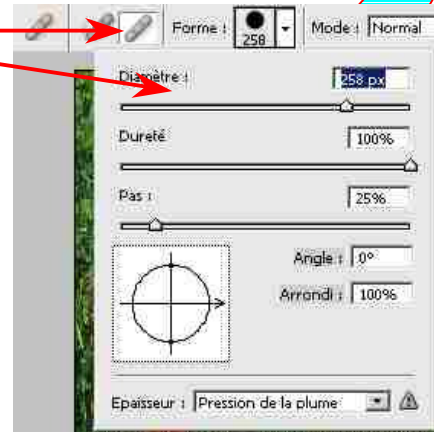 Forme : 258 Mode : Normal
Diamètre : 258 px
Dureté 100%
Pas : 25%
Angle : 0°
Arrondi : 100%
Epaisseur : Pression de la plume